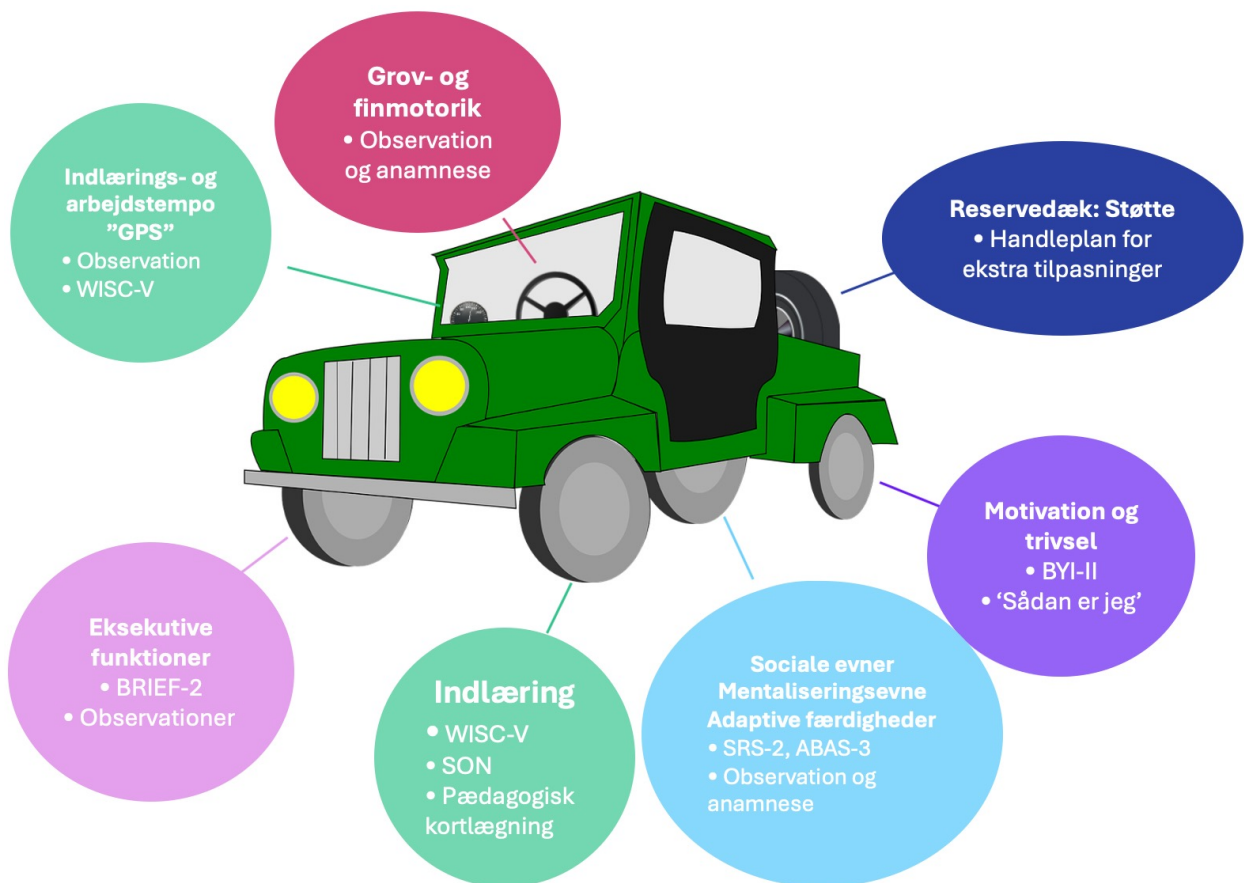 Grov- og
finmotorik
• Observation
og anamnese
Indlærings- og
arbejdstempo
”GPS”
• Observation
• WISC-V
Reservedæk: Støtte
• Handleplan for
ekstra tilpasninger
Motivation og
trivsel
• BYI-II
• ‘Sådan er jeg’
Eksekutive
funktioner
• BRIEF-2
• Observationer
Indlæring
• WISC-V
• SON
• Pædagogisk
kortlægning
Sociale evner
Mentaliseringsevne
Adaptive færdigheder
• SRS-2, ABAS-3
• Observation og
anamnese